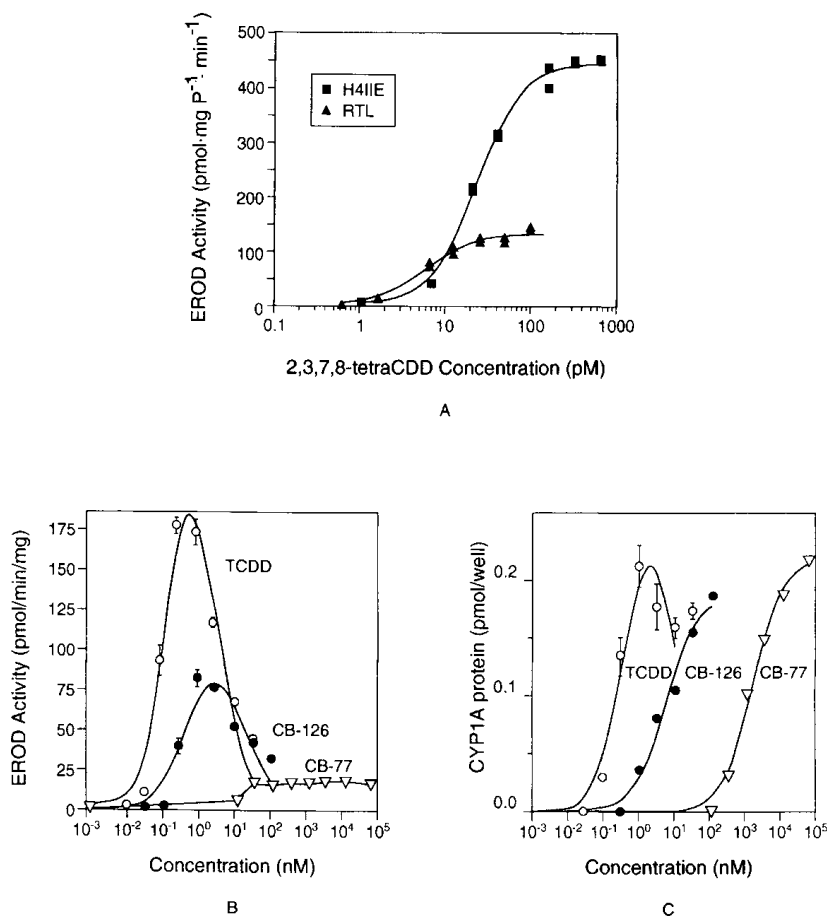 EROD Activity (pmol·mg P⁻¹· min⁻¹)
500
400
300
200
100
0
H4IIE
RTL
0.1
1
10
100
1000
2,3,7,8-tetraCDD Concentration (pM)
A
EROD Activity (pmol/min/mg)
175
150
125
100
75
50
25
0
TCDD
CB-126
CB-77
10⁻³
10⁻²
10⁻¹
10⁰
10¹
10²
10³
10⁴
10⁵
Concentration (nM)
B
CYP1A protein (pmol/well)
0.2
0.1
0.0
TCDD
CB-126
CB-77
10⁻³
10⁻²
10⁻¹
10⁰
10¹
10²
10³
10⁴
10⁵
Concentration (nM)
C